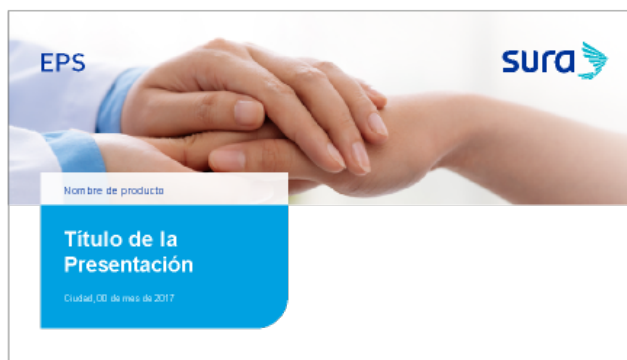 EPS
sura
Nombre de producto
Título de la
Presentación
Ciudad, 00 de mes de 2017